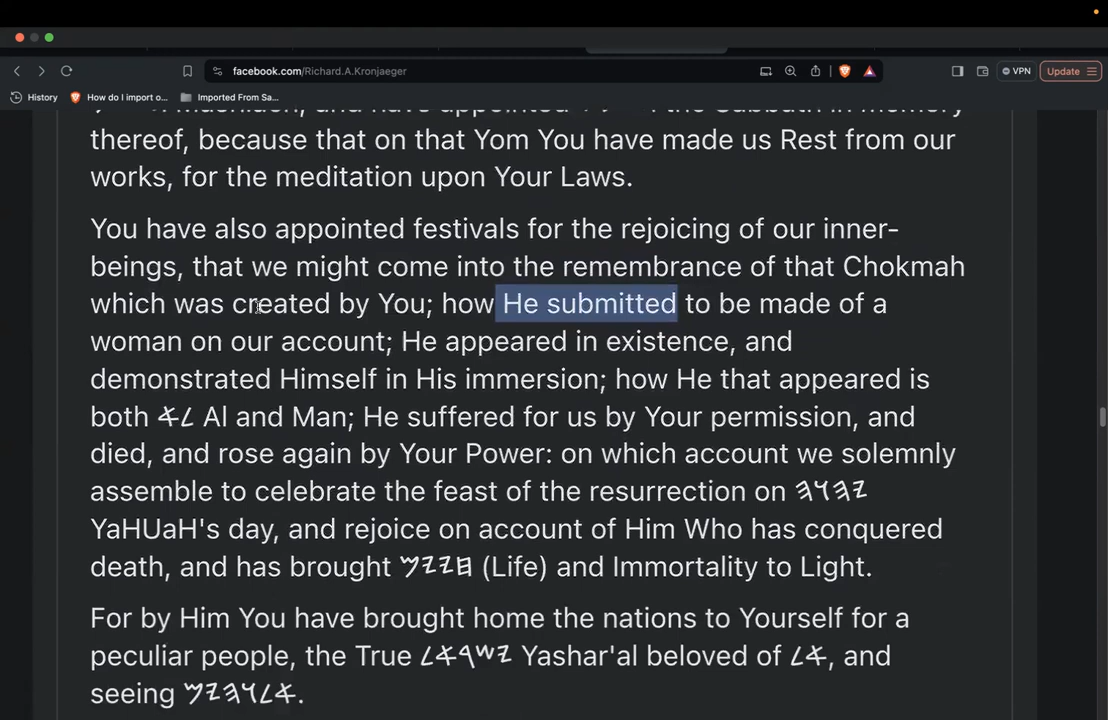 facebook.com/Richard.A.Kronjaeger
VPN
Update
History
How do I import o...
Imported From Sa...
and have appointed the Sabbath in memory
thereof, because that on that Yom You have made us Rest from our
works, for the meditation upon Your Laws.
You have also appointed festivals for the rejoicing of our inner-
beings, that we might come into the remembrance of that Chokmah
which was created by You; how He submitted to be made of a
woman on our account; He appeared in existence, and
demonstrated Himself in His immersion; how He that appeared is
both 𐤀𐤋 Al and Man; He suffered for us by Your permission, and
died, and rose again by Your Power: on which account we solemnly
assemble to celebrate the feast of the resurrection on 𐤉𐤄𐤅𐤄
YaHUaH's day, and rejoice on account of Him Who has conquered
death, and has brought 𐤇𐤉𐤉𐤌 (Life) and Immortality to Light.
For by Him You have brought home the nations to Yourself for a
peculiar people, the True 𐤉𐤔𐤓𐤀𐤋 Yashar'al beloved of 𐤀𐤋, and
seeing 𐤀𐤋𐤅𐤄𐤉𐤌.